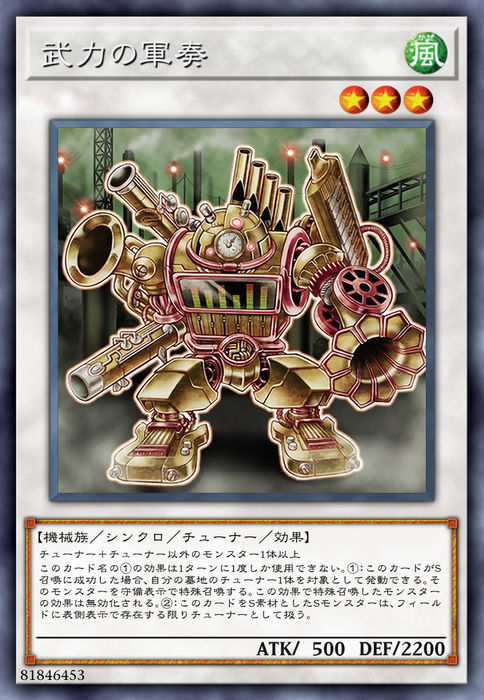 武力の軍奏
かぜ
風
【機械族／シンクロ／チューナー／効果】
チューナー＋チューナー以外のモンスター1体以上
このカード名の①の効果は1ターンに1度しか使用できない。①：このカードがS
召喚に成功した場合、自分の墓地のチューナー1体を対象として発動できる。そ
のモンスターを守備表示で特殊召喚する。この効果で特殊召喚したモンスター
の効果は無効化される。②：このカードをS素材としたSモンスターは、フィール
ドに表側表示で存在する限りチューナーとして扱う。
ATK/ 500 DEF/2200
81846453